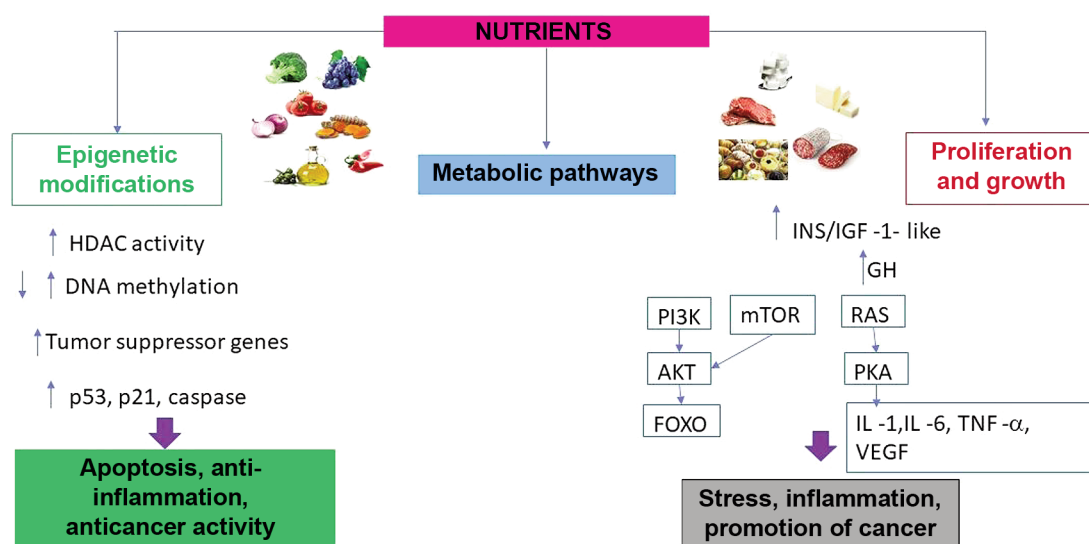 NUTRIENTS
Epigenetic
modifications
Metabolic pathways
Proliferation
and growth
HDAC activity
DNA methylation
Tumor suppressor genes
p53, p21, caspase
Apoptosis, anti-
inflammation,
anticancer activity
INS/IGF -1- like
GH
PI3K
mTOR
RAS
AKT
PKA
FOXO
IL -1,IL -6, TNF -α,
VEGF
Stress, inflammation,
promotion of cancer